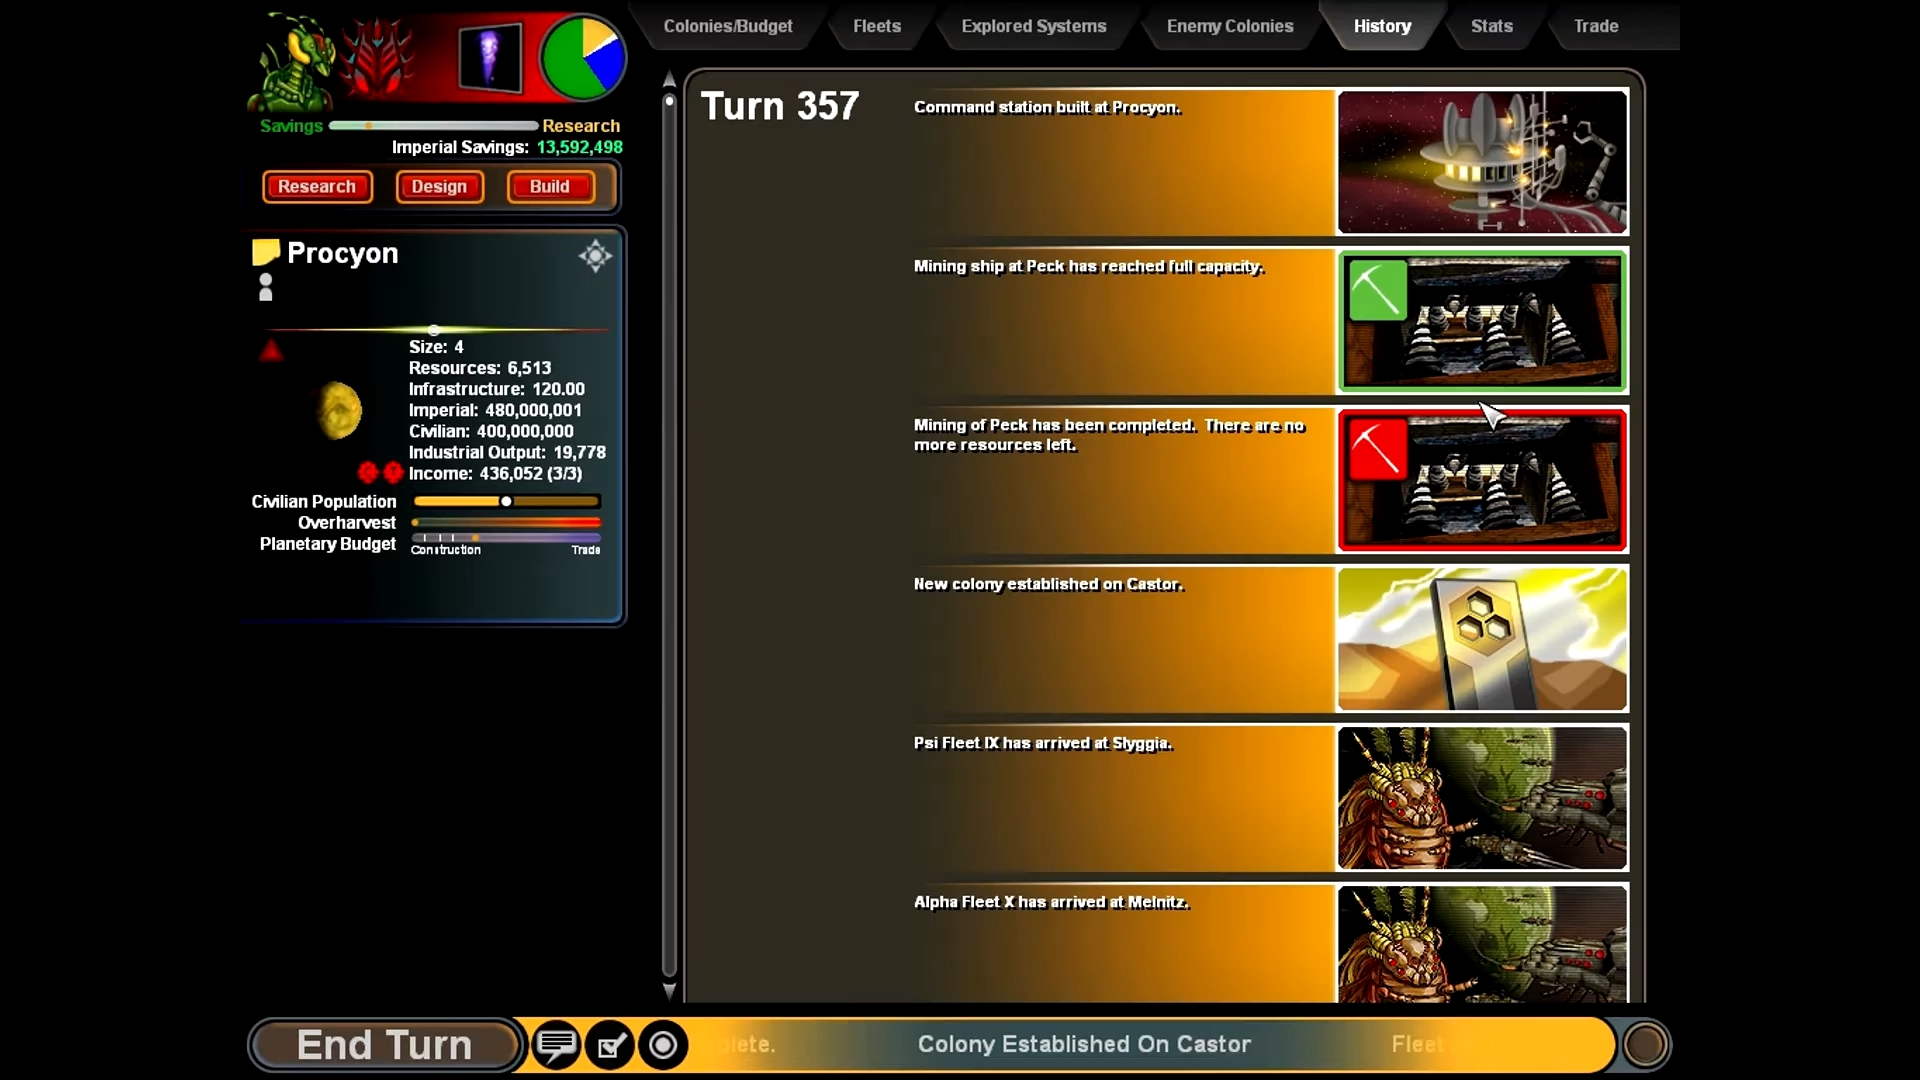 Colonies/Budget
Fleets
Explored Systems
Enemy Colonies
History
Stats
Trade
Savings
Research
Imperial Savings: 13,592,498
Research
Design
Build
Procyon
Size: 4
Resources: 6,513
Infrastructure: 120.00
Imperial: 480,000,001
Civilian: 400,000,000
Industrial Output: 19,778
Income: 436,052 (3/3)
Civilian Population
Overharvest
Planetary Budget
Construction
Trade
Turn 357
Command station built at Procyon.
Mining ship at Peck has reached full capacity.
Mining of Peck has been completed. There are no
more resources left.
New colony established on Castor.
Psi Fleet IX has arrived at Slyggia.
Alpha Fleet X has arrived at Melnitz.
End Turn
plete.
Colony Established On Castor
Fleet